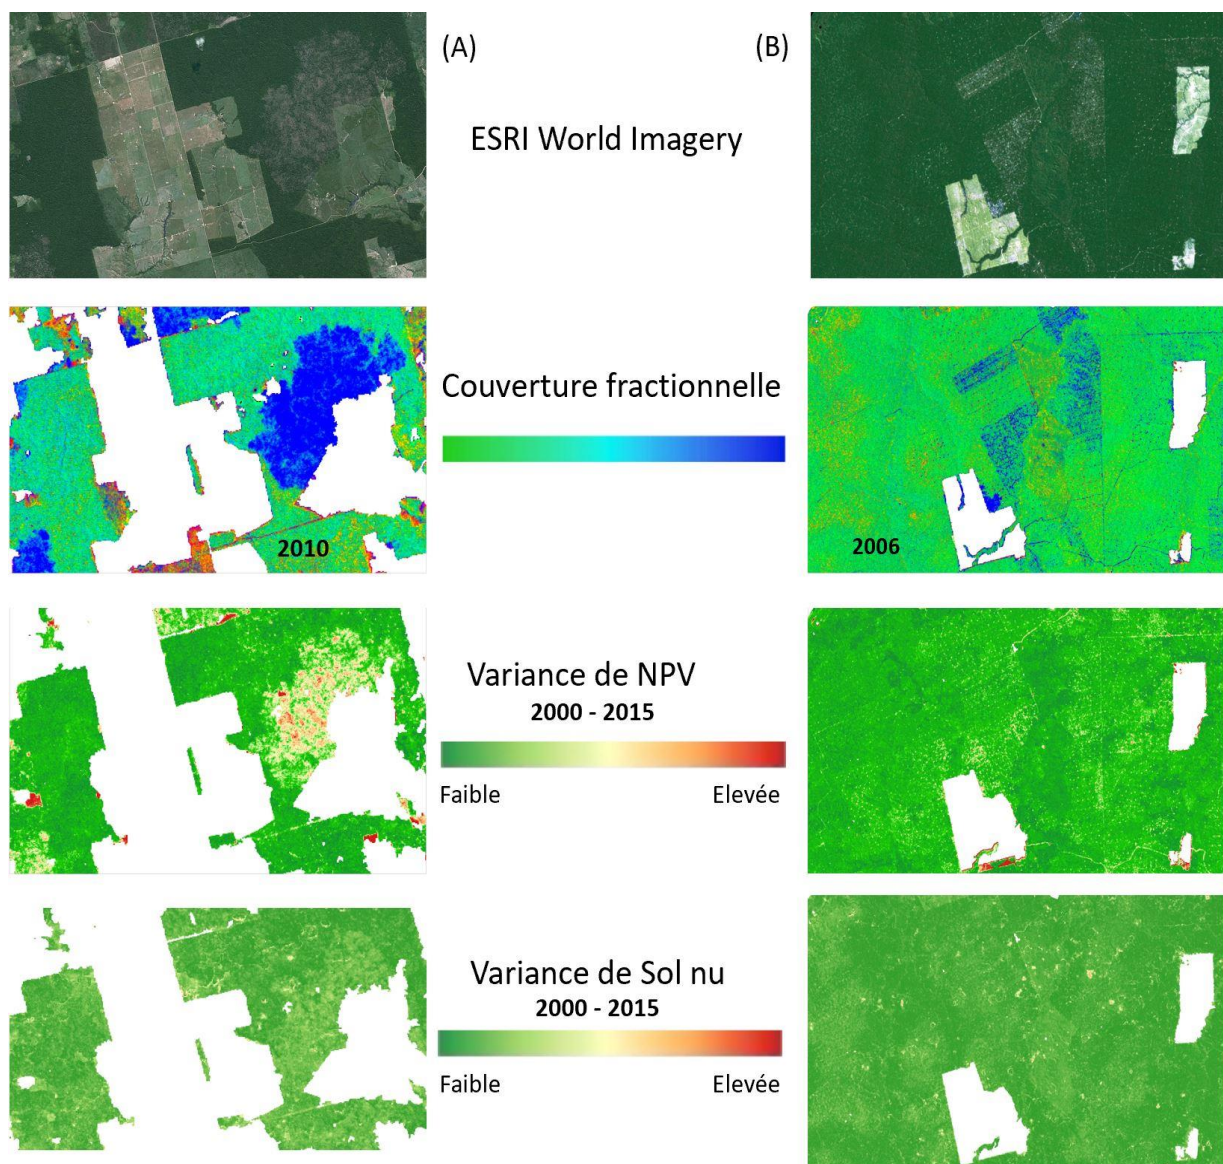 (A)
(B)
ESRI World Imagery
Couverture fractionnelle
2010
2006
Variance de NPV
2000 - 2015
Faible
Elevée
Variance de Sol nu
2000 - 2015
Faible
Elevée